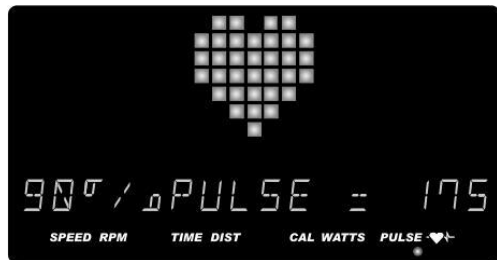 90% PULSE = 175
SPEED RPM TIME DIST CAL WATTS PULSE